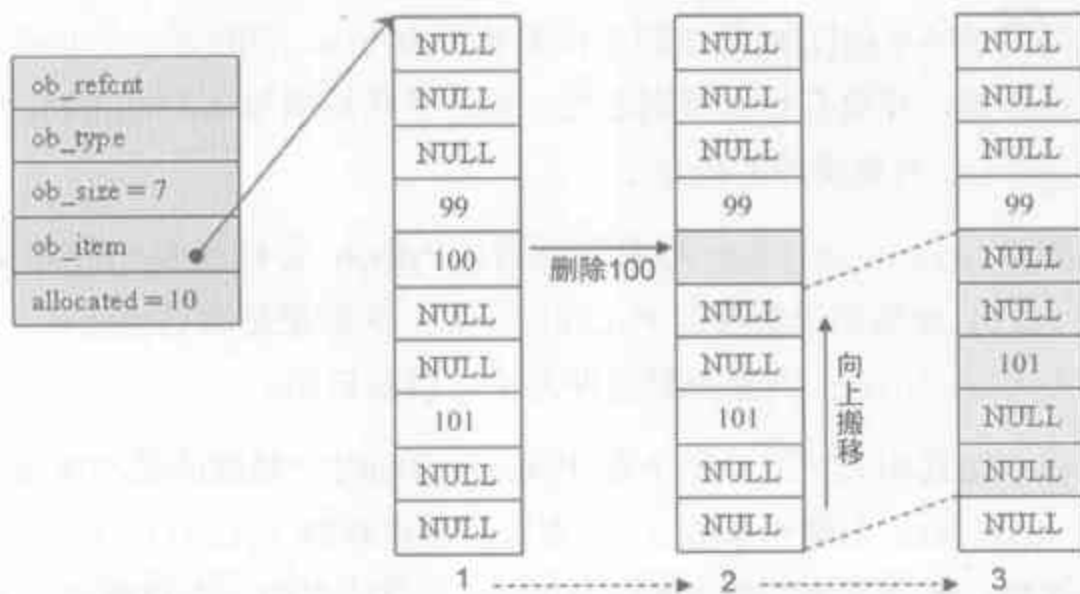 ob_refcnt
ob_type
ob_size = 7
ob_item
allocated = 10
NULL
NULL
NULL
99
100
NULL
NULL
101
NULL
NULL
1
删除100
NULL
NULL
NULL
99
NULL
NULL
101
NULL
NULL
2
向上搬移
NULL
NULL
NULL
99
NULL
NULL
101
NULL
NULL
NULL
3